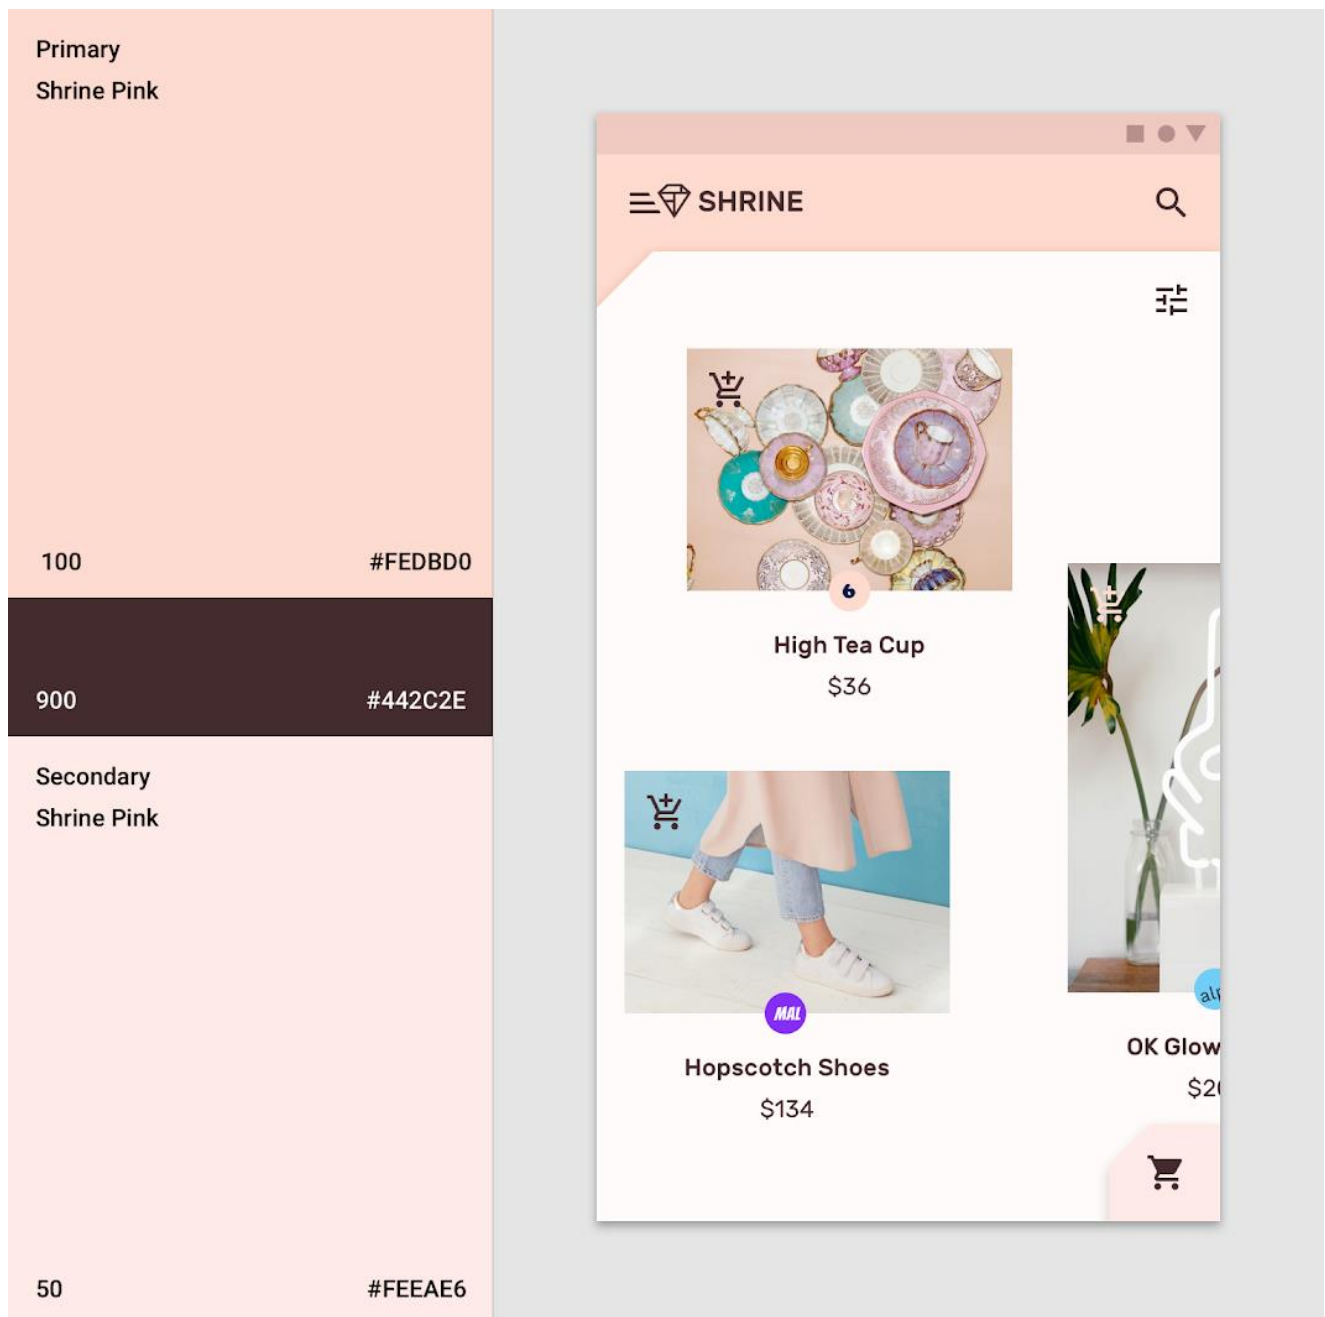 Primary
Shrine Pink
100 #FEDBD0
900 #442C2E
Secondary
Shrine Pink
50 #FEEAE6
SHRINE
6
High Tea Cup
$36
MAL
Hopscotch Shoes
$134
OK Glow